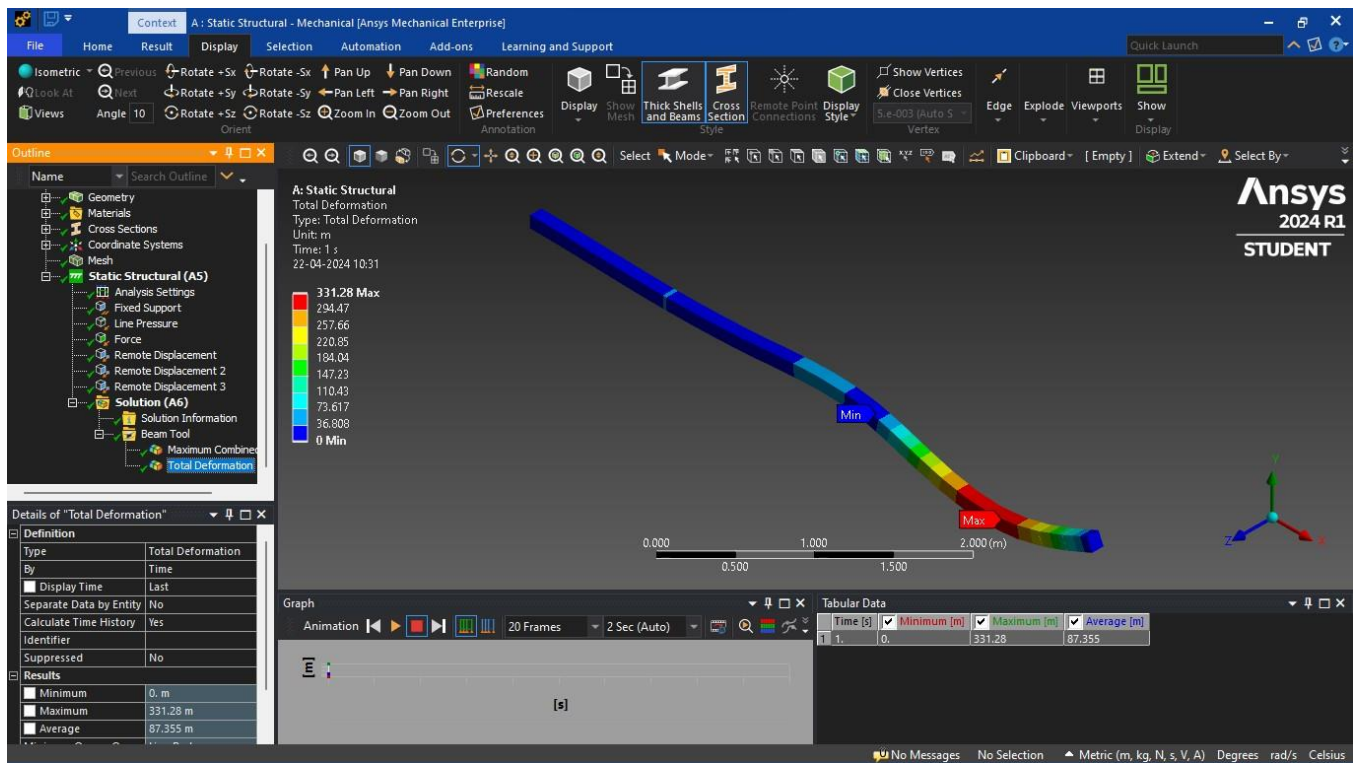 Context A : Static Structural - Mechanical [Ansys Mechanical Enterprise]
File Home Result Display Selection Automation Add-ons Learning and Support Quick Launch
Isometric Previous Rotate +Sx Rotate -Sx Pan Up Pan Down Random Show Vertices
Look At Next Rotate +Sy Rotate -Sy Pan Left Pan Right Rescale Close Vertices
Views Angle 10 Rotate +Sz Rotate -Sz Zoom In Zoom Out Preferences 5.e-003 (Auto S
Display Show Mesh Thick Shells and Beams Cross Section Remote Point Connections Display Style Edge Explode Viewports Show
Orient Annotation Style Vertex Display
Outline
Select Mode Clipboard [ Empty ] Extend Select By
Name Search Outline
Geometry
Materials
Cross Sections
Coordinate Systems
Mesh
Static Structural (A5)
Analysis Settings
Fixed Support
Line Pressure
Force
Remote Displacement
Remote Displacement 2
Remote Displacement 3
Solution (A6)
Solution Information
Beam Tool
Maximum Combined
Total Deformation
A: Static Structural
Total Deformation
Type: Total Deformation
Unit: m
Time: 1 s
22-04-2024 10:31
331.28 Max
294.47
257.66
220.85
184.04
147.23
110.43
73.617
36.808
0 Min
Ansys
2024 R1
STUDENT
Min
Max
0.000 1.000 2.000 (m)
0.500 1.500
Y
Z X
Details of "Total Deformation"
Definition
Type Total Deformation
By Time
Display Time Last
Separate Data by Entity No
Calculate Time History Yes
Identifier
Suppressed No
Results
Minimum 0. m
Maximum 331.28 m
Average 87.355 m
Graph
Animation 20 Frames 2 Sec (Auto)
[m]
[s]
Tabular Data
Time [s] Minimum [m] Maximum [m] Average [m]
1 1. 0. 331.28 87.355
No Messages No Selection Metric (m, kg, N, s, V, A) Degrees rad/s Celsius